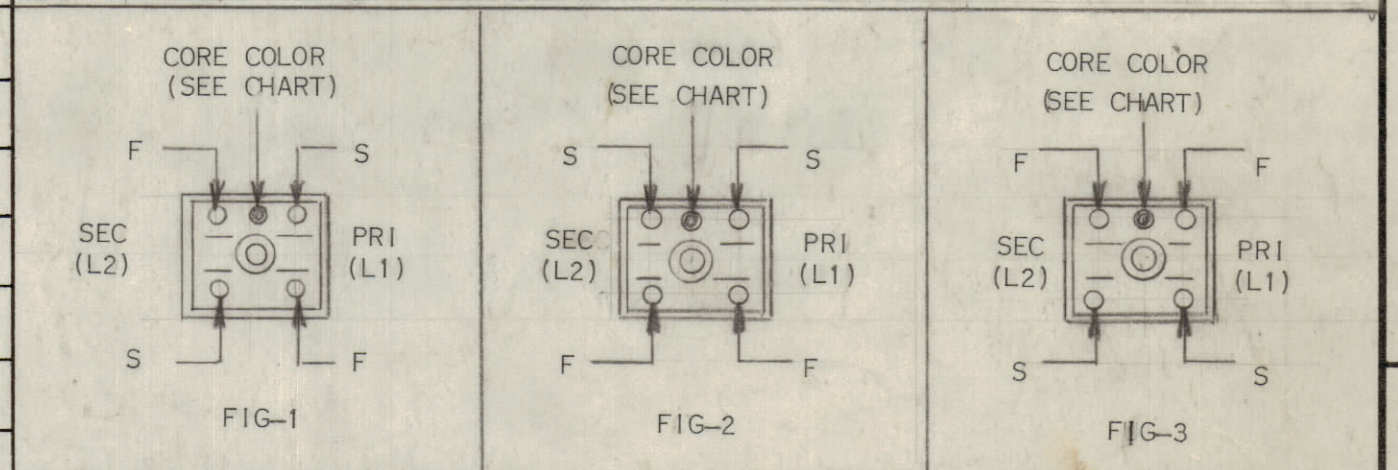 CORE COLOR
(SEE CHART)
F
S
SEC
(L2)
PRI
(L1)
S
F
FIG-1
CORE COLOR
(SEE CHART)
S
S
SEC
(L2)
PRI
(L1)
F
F
FIG-2
CORE COLOR
(SEE CHART)
F
F
SEC
(L2)
PRI
(L1)
S
S
FIG-3